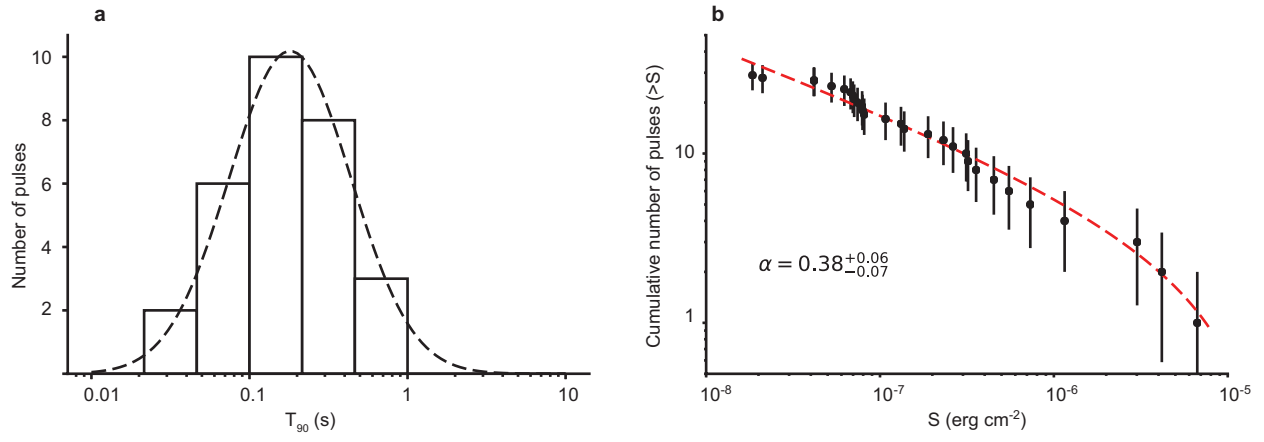 a
Number of pulses
10
8
6
4
2
0.01
0.1
1
10
T₉₀ (s)
b
Cumulative number of pulses (>S)
10
1
α = 0.38⁺⁰·⁰⁶₋₀.₀₇
10⁻⁸
10⁻⁷
10⁻⁶
10⁻⁵
S (erg cm⁻²)